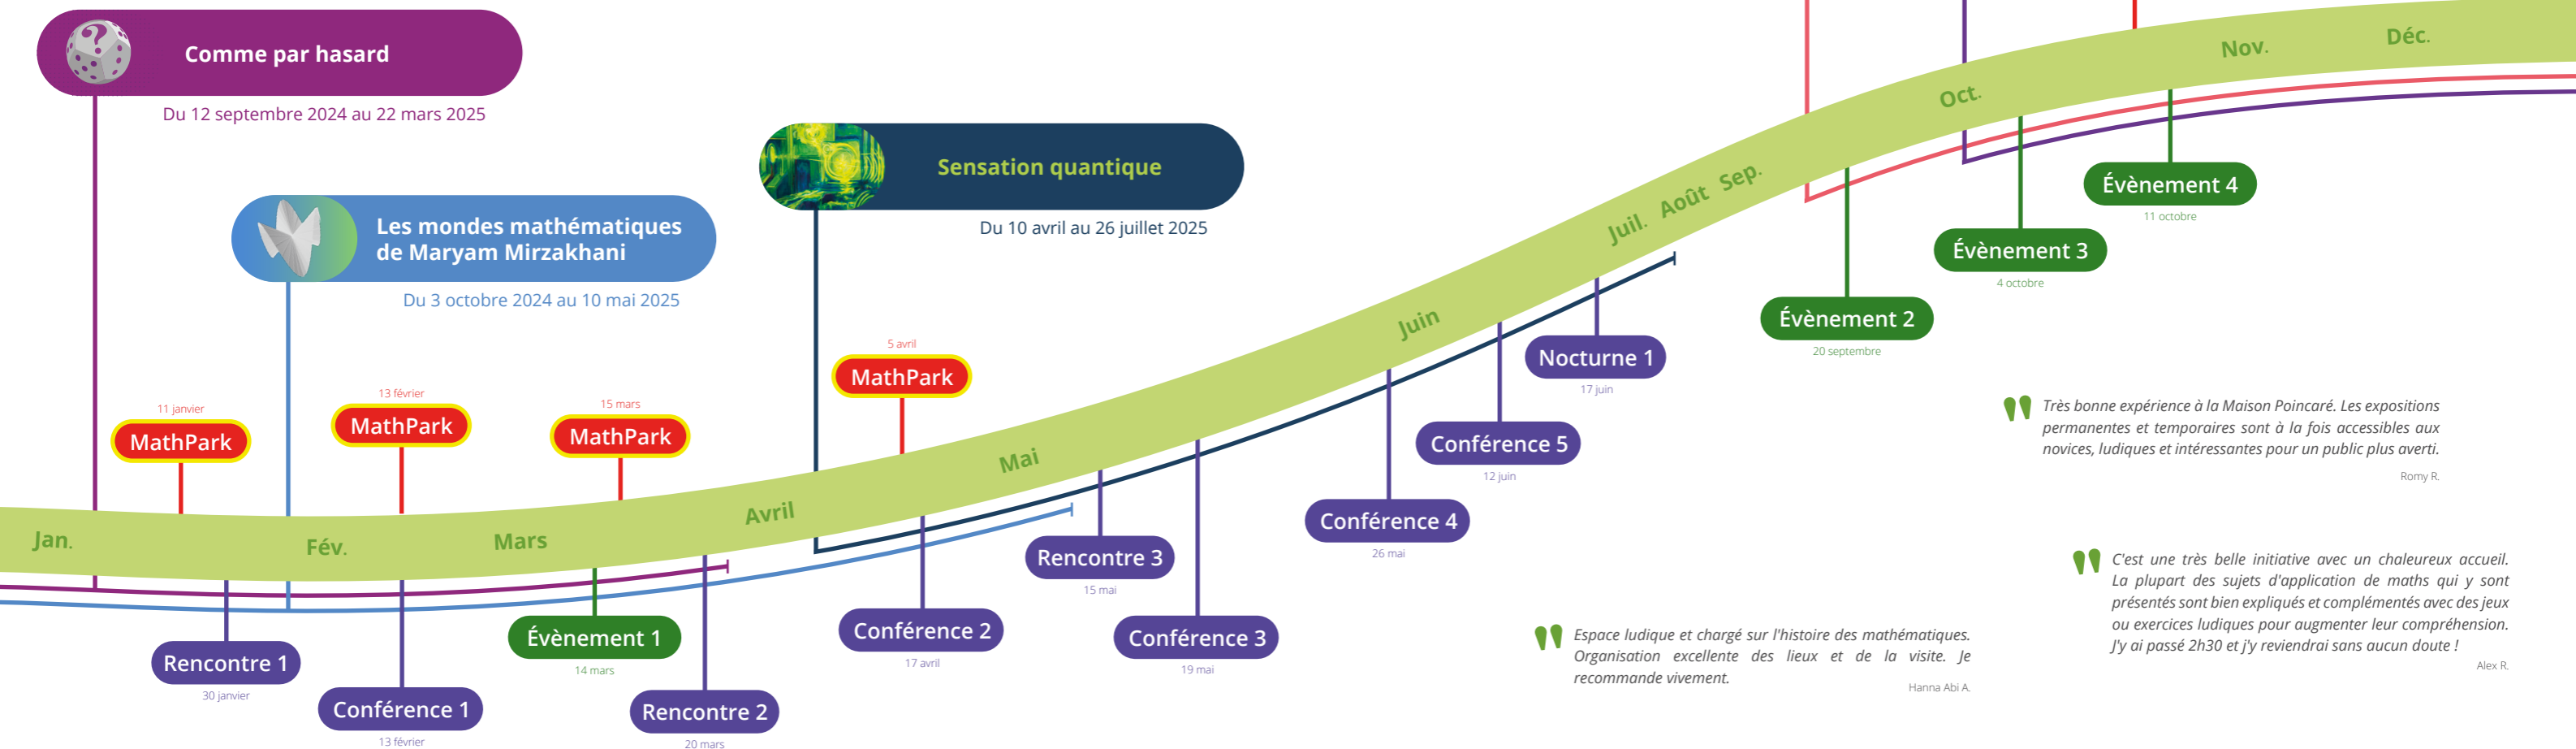 ?
Comme par hasard
Du 12 septembre 2024 au 22 mars 2025
Les mondes mathématiques
de Maryam Mirzakhani
Du 3 octobre 2024 au 10 mai 2025
Sensation quantique
Du 10 avril au 26 juillet 2025
11 janvier
MathPark
13 février
MathPark
15 mars
MathPark
5 avril
MathPark
Jan.
Fév.
Mars
Avril
Mai
Juin
Juil.
Août
Sep.
Oct.
Nov.
Déc.
Rencontre 1
30 janvier
Conférence 1
13 février
Évènement 1
14 mars
Rencontre 2
20 mars
Conférence 2
17 avril
Rencontre 3
15 mai
Conférence 3
19 mai
Conférence 4
26 mai
Conférence 5
12 juin
Nocturne 1
17 juin
Évènement 2
20 septembre
Évènement 3
4 octobre
Évènement 4
11 octobre
Très bonne expérience à la Maison Poincaré. Les expositions
permanentes et temporaires sont à la fois accessibles aux
novices, ludiques et intéressantes pour un public plus averti.
Romy R.
Espace ludique et chargé sur l'histoire des mathématiques.
Organisation excellente des lieux et de la visite. Je
recommande vivement.
Hanna Abi A.
C'est une très belle initiative avec un chaleureux accueil.
La plupart des sujets d'application de maths qui y sont
présentés sont bien expliqués et complémentés avec des jeux
ou exercices ludiques pour augmenter leur compréhension.
J'y ai passé 2h30 et j'y reviendrai sans aucun doute !
Alex R.